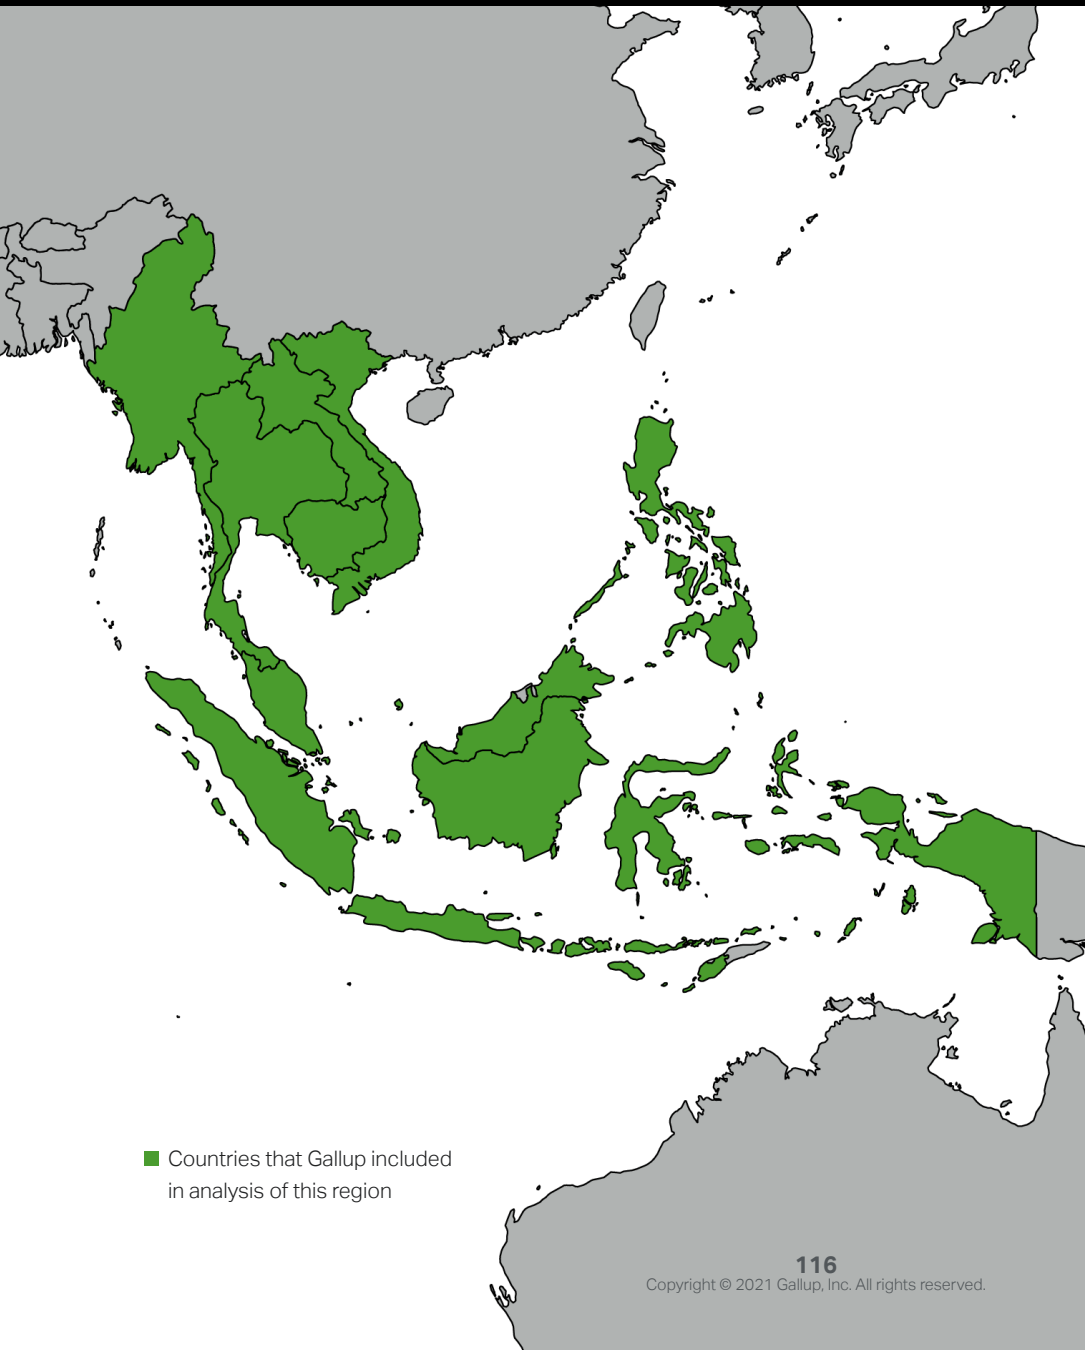 Countries that Gallup included
in analysis of this region
116
Copyright © 2021 Gallup, Inc. All rights reserved.